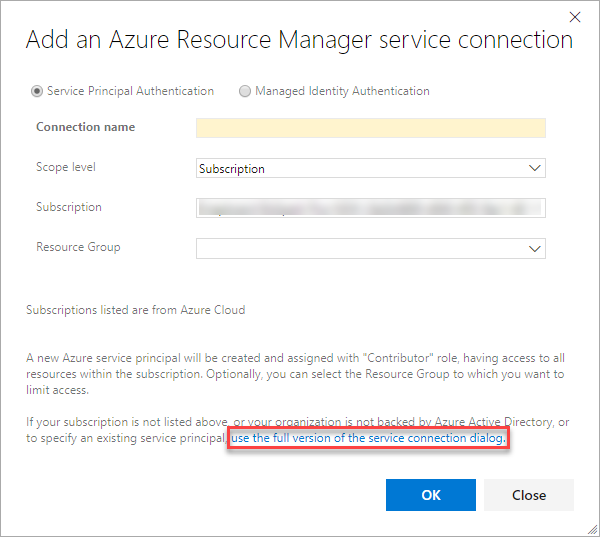 Add an Azure Resource Manager service connection
Service Principal Authentication
Managed Identity Authentication
Connection name
Scope level
Subscription
Subscription
Resource Group
Subscriptions listed are from Azure Cloud
A new Azure service principal will be created and assigned with "Contributor" role, having access to all
resources within the subscription. Optionally, you can select the Resource Group to which you want to
limit access.
If your subscription is not listed above, or your organization is not backed by Azure Active Directory, or
to specify an existing service principal, use the full version of the service connection dialog.
OK
Close